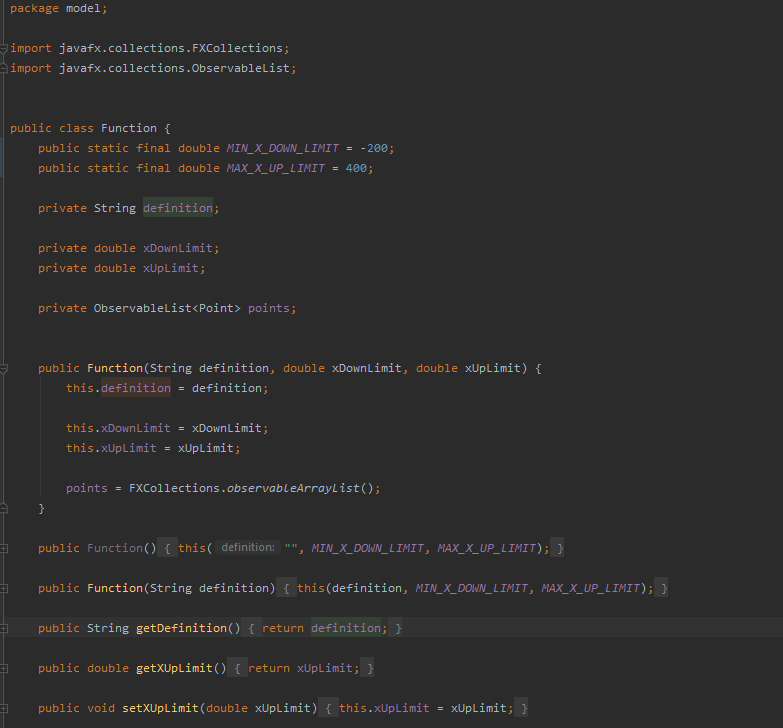 package model;
import javafx.collections.FXCollections;
import javafx.collections.ObservableList;
public class Function {
public static final double MIN_X_DOWN_LIMIT = -200;
public static final double MAX_X_UP_LIMIT = 400;
private String definition;
private double xDownLimit;
private double xUpLimit;
private ObservableList<Point> points;
public Function(String definition, double xDownLimit, double xUpLimit) {
this.definition = definition;
this.xDownLimit = xDownLimit;
this.xUpLimit = xUpLimit;
points = FXCollections.observableArrayList();
}
public Function() { this( definition: "", MIN_X_DOWN_LIMIT, MAX_X_UP_LIMIT); }
public Function(String definition) { this(definition, MIN_X_DOWN_LIMIT, MAX_X_UP_LIMIT); }
public String getDefinition() { return definition; }
public double getXUpLimit() { return xUpLimit; }
public void setXUpLimit(double xUpLimit) { this.xUpLimit = xUpLimit; }